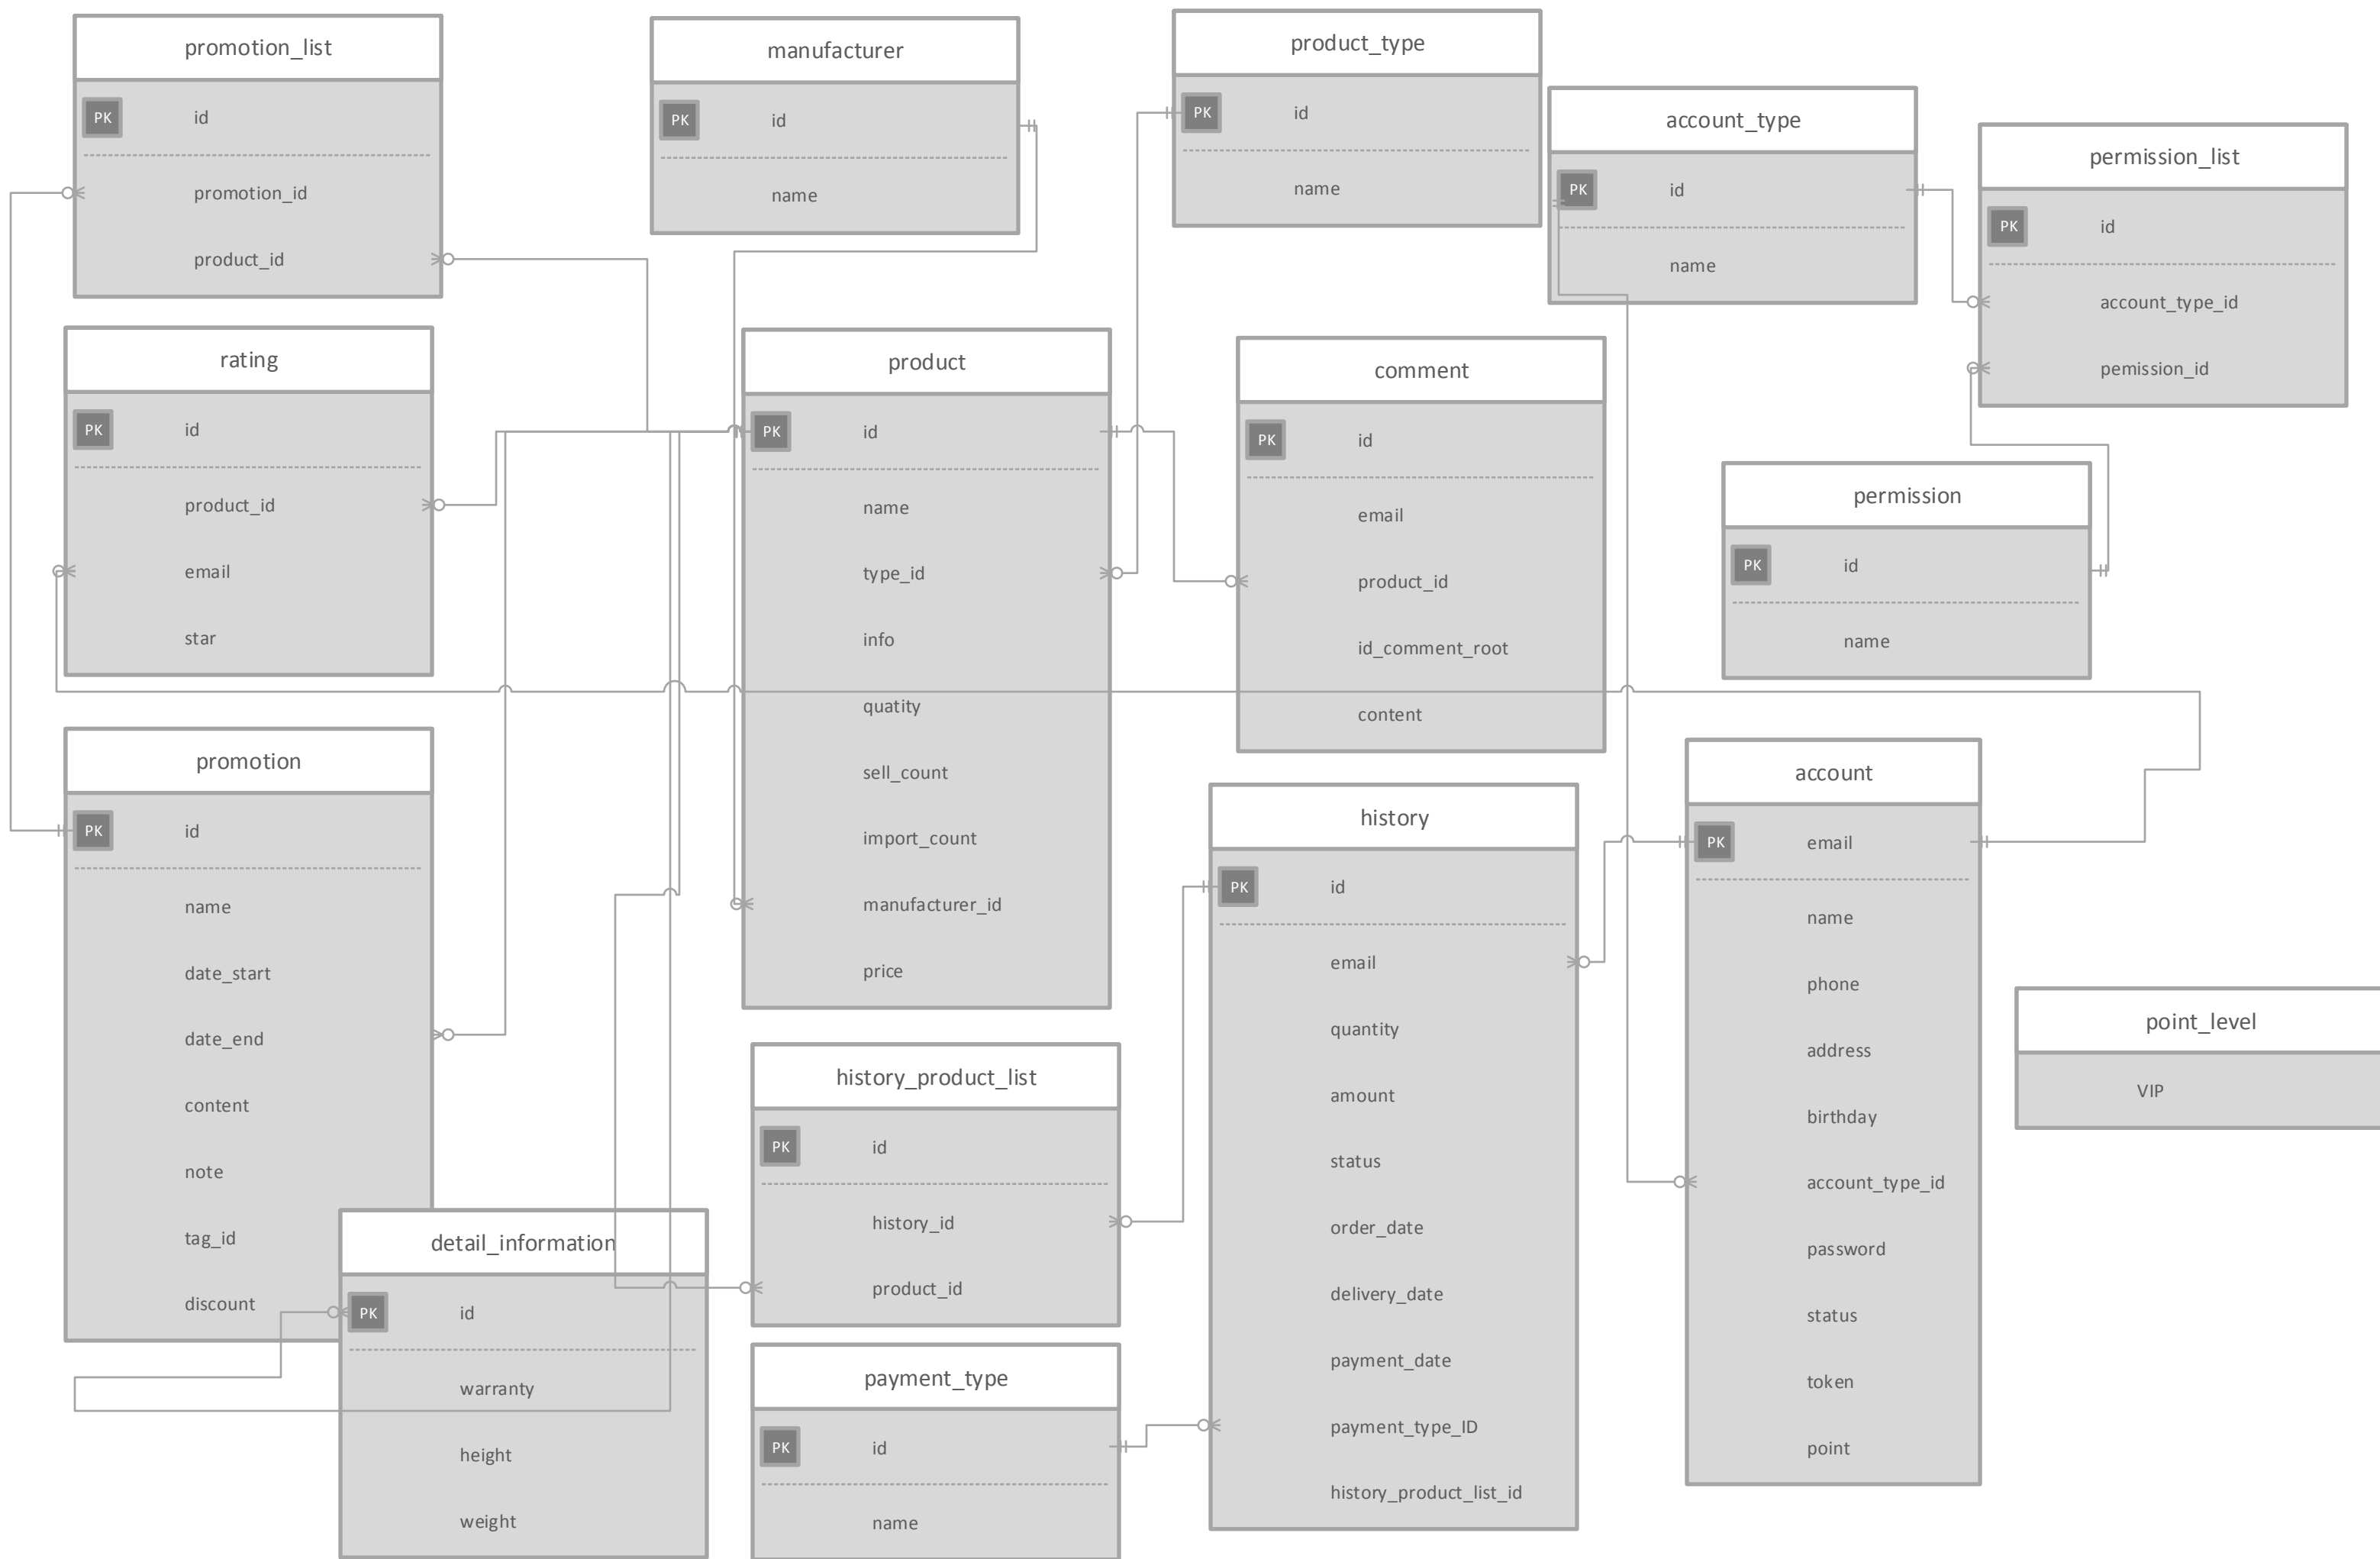 promotion_list
PK id
promotion_id
product_id
manufacturer
PK id
name
product_type
PK id
name
account_type
PK id
name
permission_list
PK id
account_type_id
pemission_id
rating
PK id
product_id
email
star
product
PK id
name
type_id
info
quatity
sell_count
import_count
manufacturer_id
price
comment
PK id
email
product_id
id_comment_root
content
permission
PK id
name
promotion
PK id
name
date_start
date_end
content
note
tag_id
discount
history
PK id
email
quantity
amount
status
order_date
delivery_date
payment_date
payment_type_ID
history_product_list_id
account
PK email
name
phone
address
birthday
account_type_id
password
status
token
point
point_level
VIP
history_product_list
PK id
history_id
product_id
detail_information
PK id
warranty
height
weight
payment_type
PK id
name